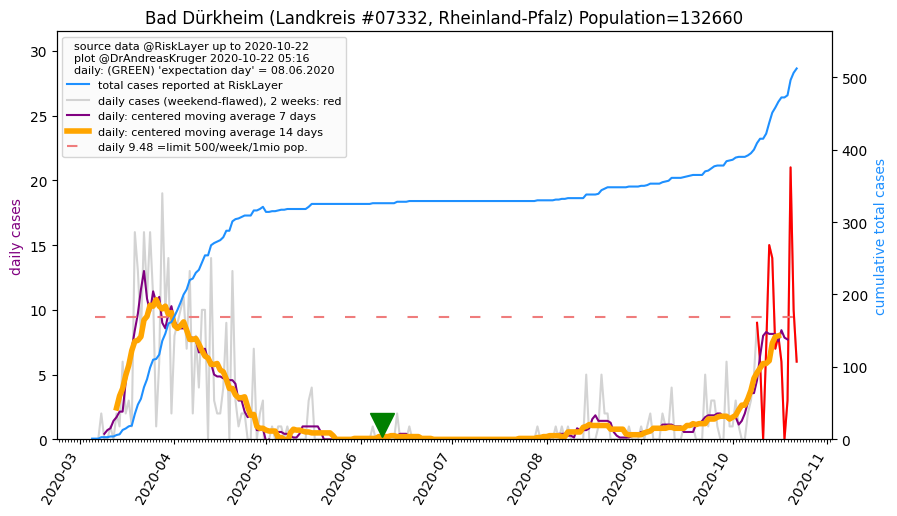 Bad Dürkheim (Landkreis #07332, Rheinland-Pfalz) Population=132660
source data @RiskLayer up to 2020-10-22
plot @DrAndreasKruger 2020-10-22 05:16
daily: (GREEN) 'expectation day' = 08.06.2020
total cases reported at RiskLayer
daily cases (weekend-flawed), 2 weeks: red
daily: centered moving average 7 days
daily: centered moving average 14 days
daily 9.48 =limit 500/week/1mio pop.
daily cases
30
25
20
15
10
5
0
cumulative total cases
500
400
300
200
100
0
2020-03
2020-04
2020-05
2020-06
2020-07
2020-08
2020-09
2020-10
2020-11